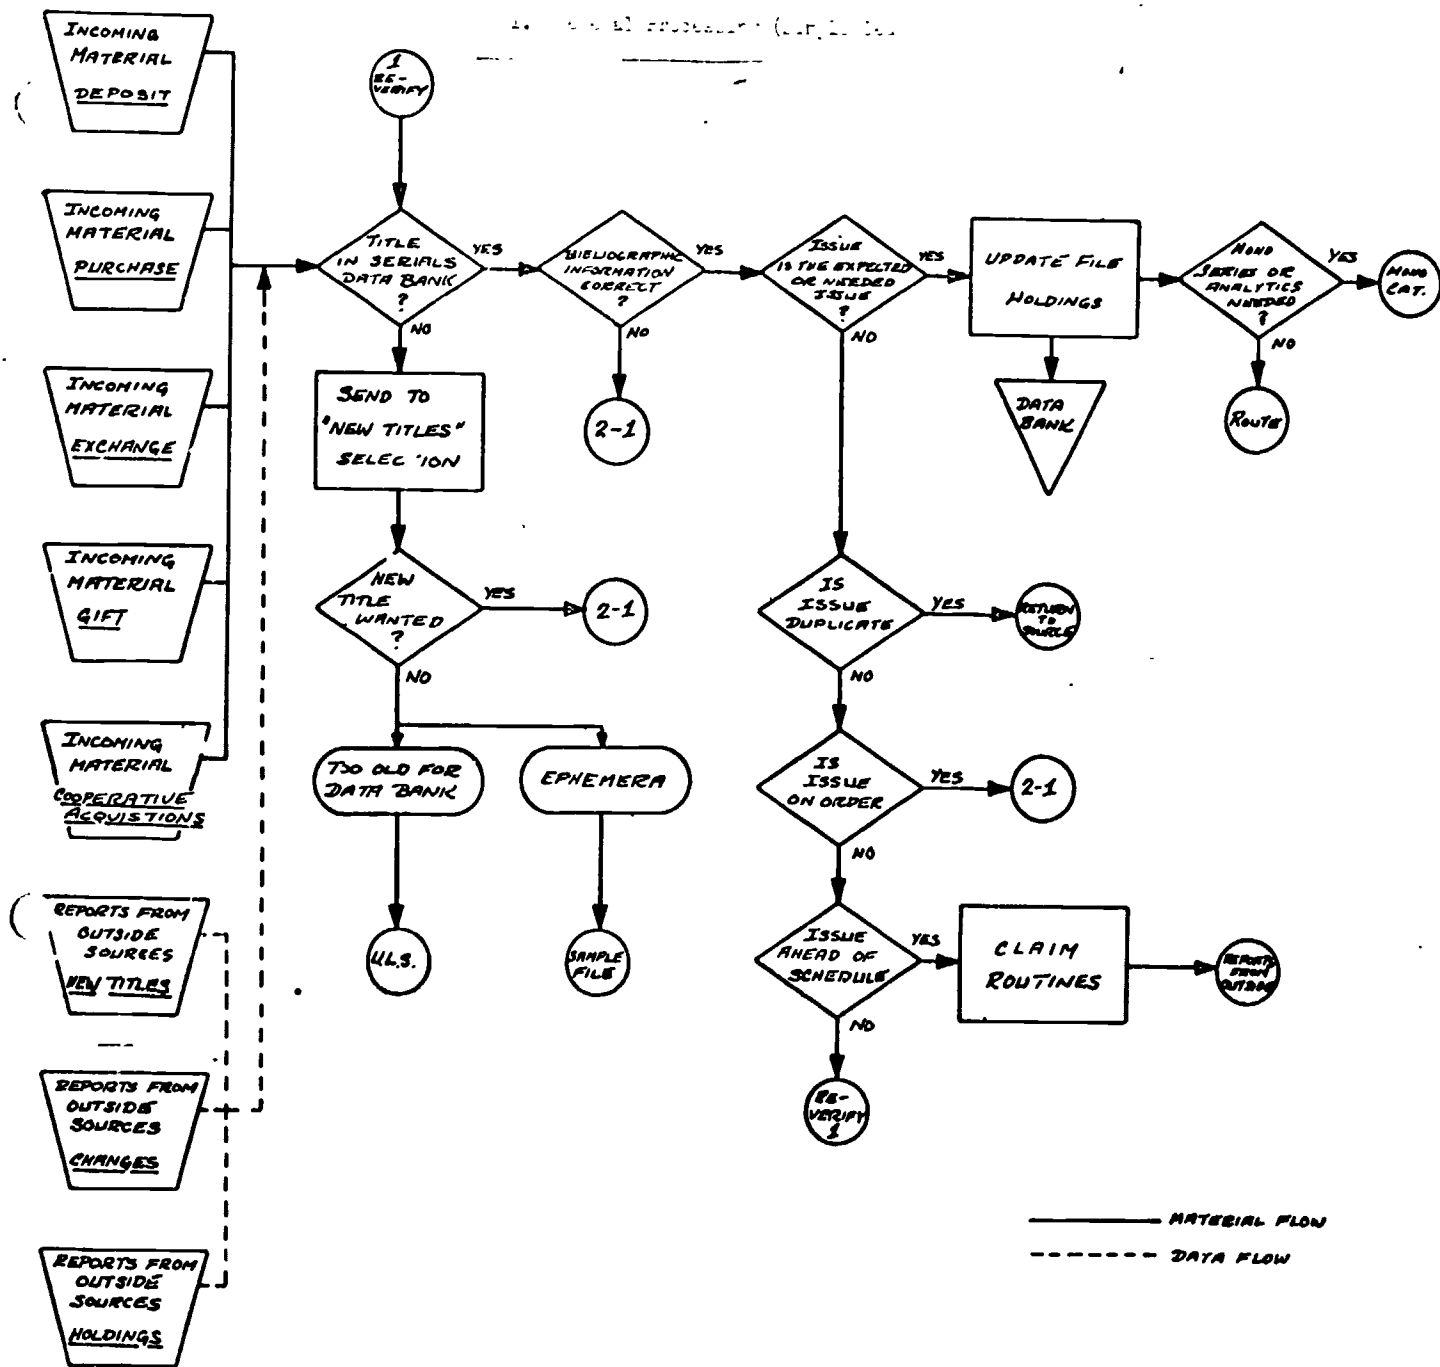 INCOMING
MATERIAL
DEPOSIT
INCOMING
MATERIAL
PURCHASE
INCOMING
MATERIAL
EXCHANGE
INCOMING
MATERIAL
GIFT
INCOMING
MATERIAL
COOPERATIVE
ACQUISTIONS
REPORTS FROM
OUTSIDE
SOURCES
NEW TITLES
REPORTS FROM
OUTSIDE
SOURCES
CHANGES
REPORTS FROM
OUTSIDE
SOURCES
HOLDINGS
1
RE-
VERIFY
TITLE
IN SERIALS
DATA BANK
?
YES
NO
BIBLIOGRAPHIC
INFORMATION
CORRECT
?
YES
NO
2-1
ISSUE
IS THE EXPECTED
OR NEEDED
ISSUE
?
YES
NO
UPDATE FILE
HOLDINGS
DATA
BANK
MONO
SERIES OR
ANALYTICS
NEEDED
?
YES
NO
MONO
CAT.
ROUTE
SEND TO
"NEW TITLES"
SELEC 'ION
NEW
TITLE
WANTED
?
YES
NO
2-1
TOO OLD FOR
DATA BANK
EPHEMERA
U.L.S.
SAMPLE
FILE
IS
ISSUE
DUPLICATE
YES
NO
RETURN
TO
SOURCE
IS
ISSUE
ON ORDER
YES
NO
2-1
ISSUE
AHEAD OF
SCHEDULE
YES
NO
CLAIM
ROUTINES
REPORTS
FROM
OUTSIDE
RE-
VERIFY
1
MATERIAL FLOW
DATA FLOW